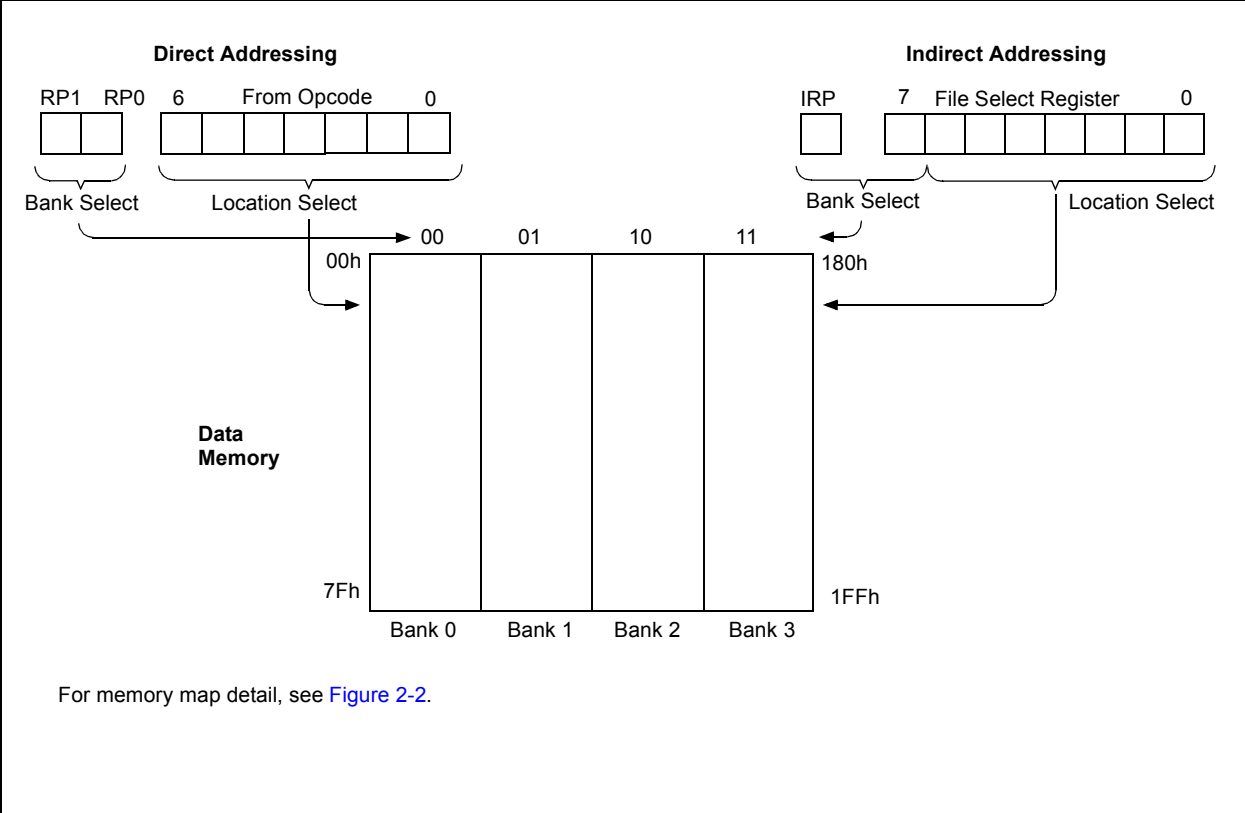 Direct Addressing
Indirect Addressing
RP1 RP0 6 From Opcode 0
IRP 7 File Select Register 0
Bank Select Location Select
Bank Select Location Select
00 01 10 11
00h
180h
Data
Memory
7Fh
1FFh
Bank 0 Bank 1 Bank 2 Bank 3
For memory map detail, see Figure 2-2.